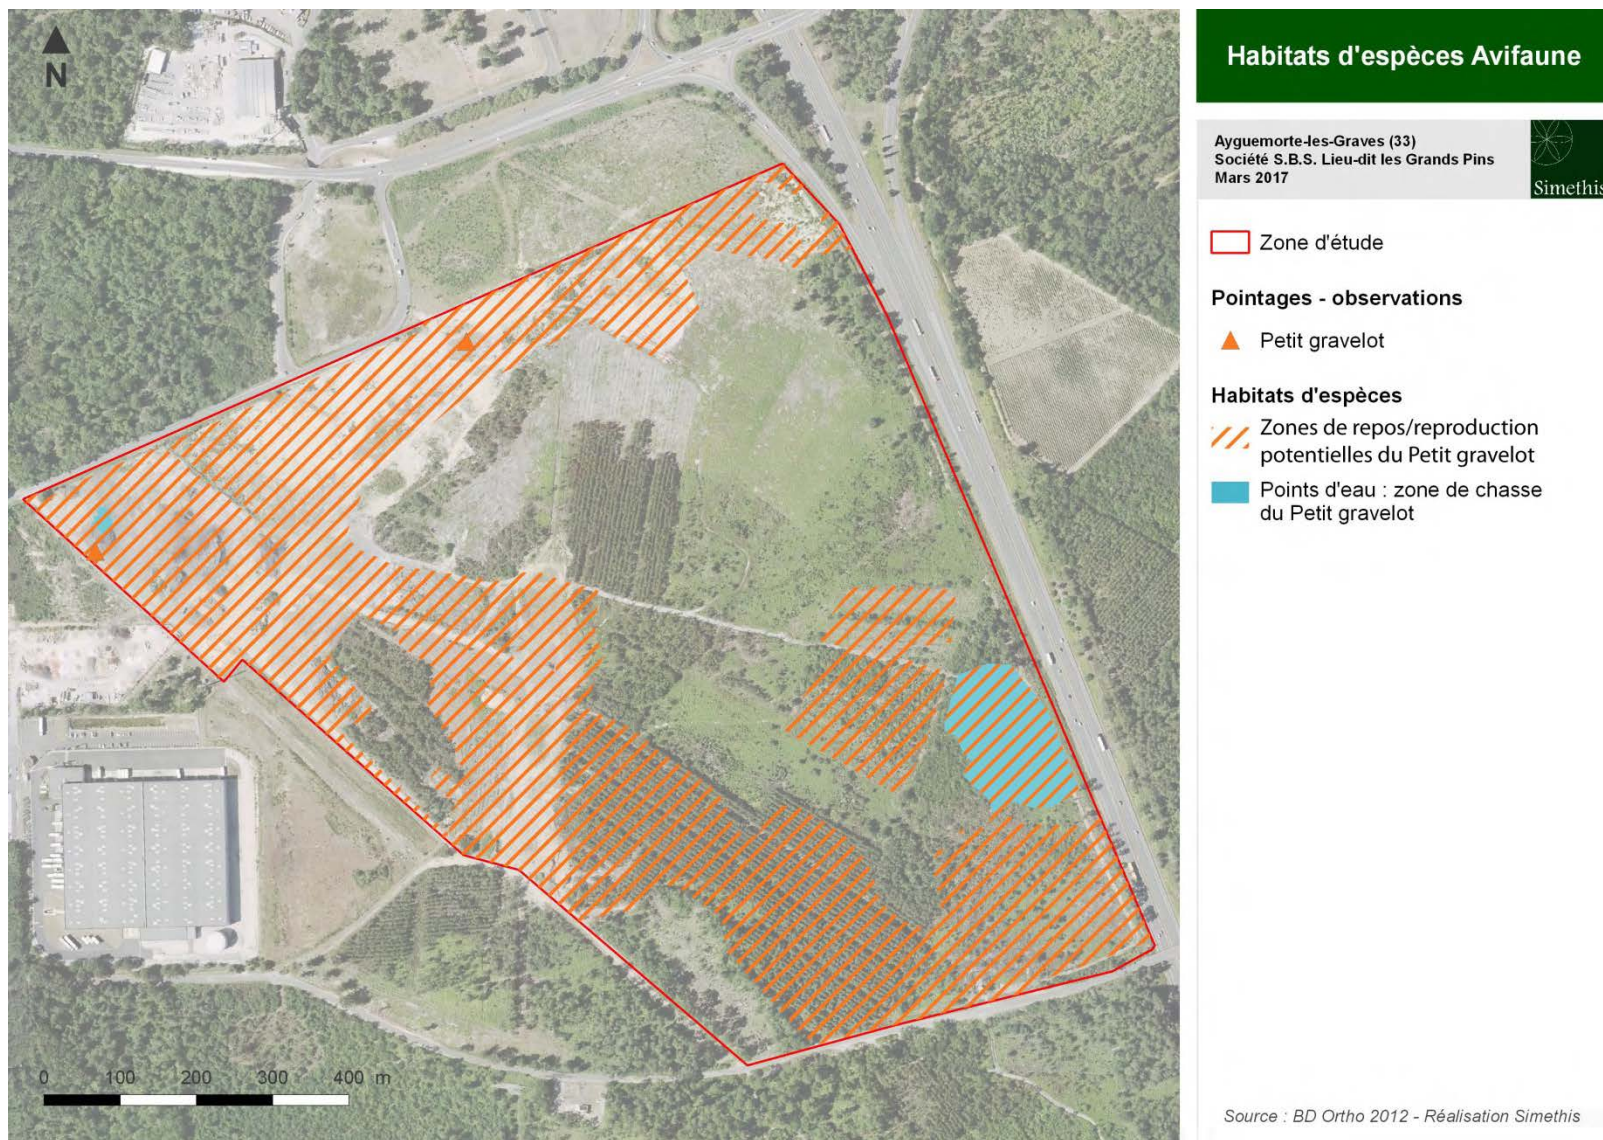 N
Habitats d'espèces Avifaune
Ayguemorte-les-Graves (33)
Société S.B.S. Lieu-dit les Grands Pins
Mars 2017
Simethis
Zone d'étude
Pointages - observations
Petit gravelot
Habitats d'espèces
Zones de repos/reproduction
potentielles du Petit gravelot
Points d'eau : zone de chasse
du Petit gravelot
0 100 200 300 400 m
Source : BD Ortho 2012 - Réalisation Simethis